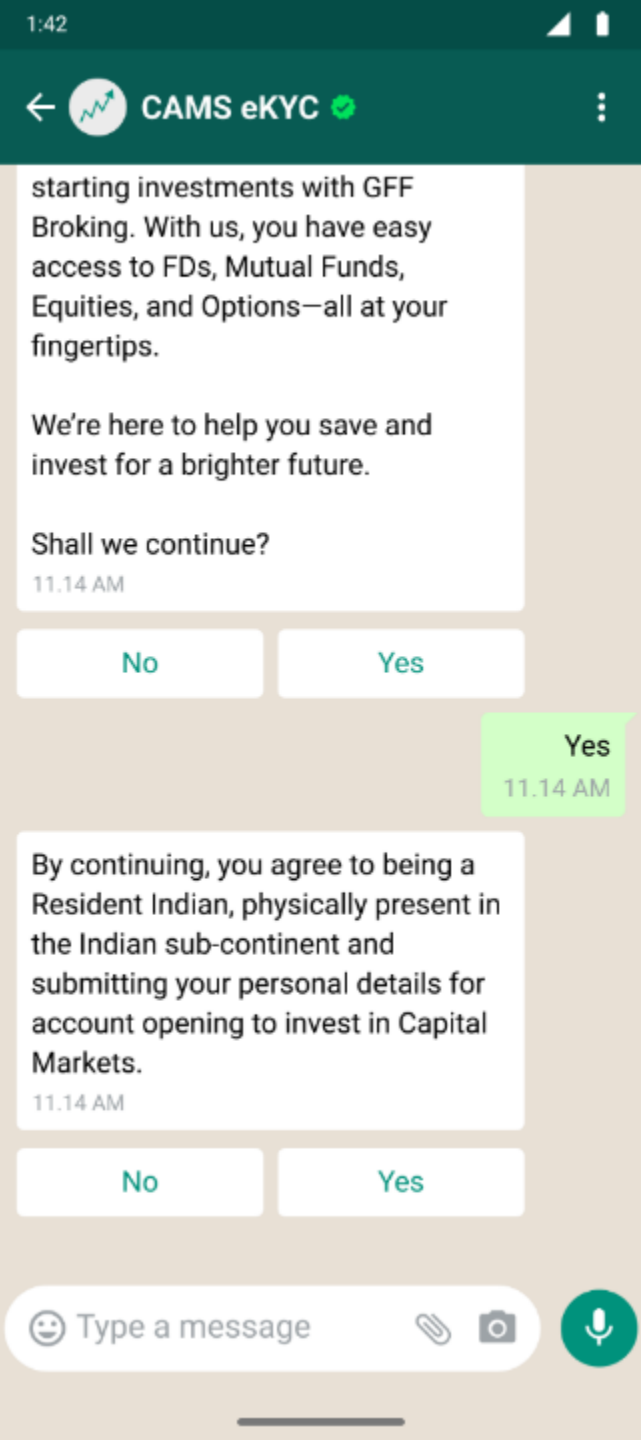 1:42
CAMS eKYC
starting investments with GFF
Broking. With us, you have easy
access to FDs, Mutual Funds,
Equities, and Options—all at your
fingertips.
We're here to help you save and
invest for a brighter future.
Shall we continue?
11.14 AM
No
Yes
Yes
11.14 AM
By continuing, you agree to being a
Resident Indian, physically present in
the Indian sub-continent and
submitting your personal details for
account opening to invest in Capital
Markets.
11.14 AM
No
Yes
Type a message